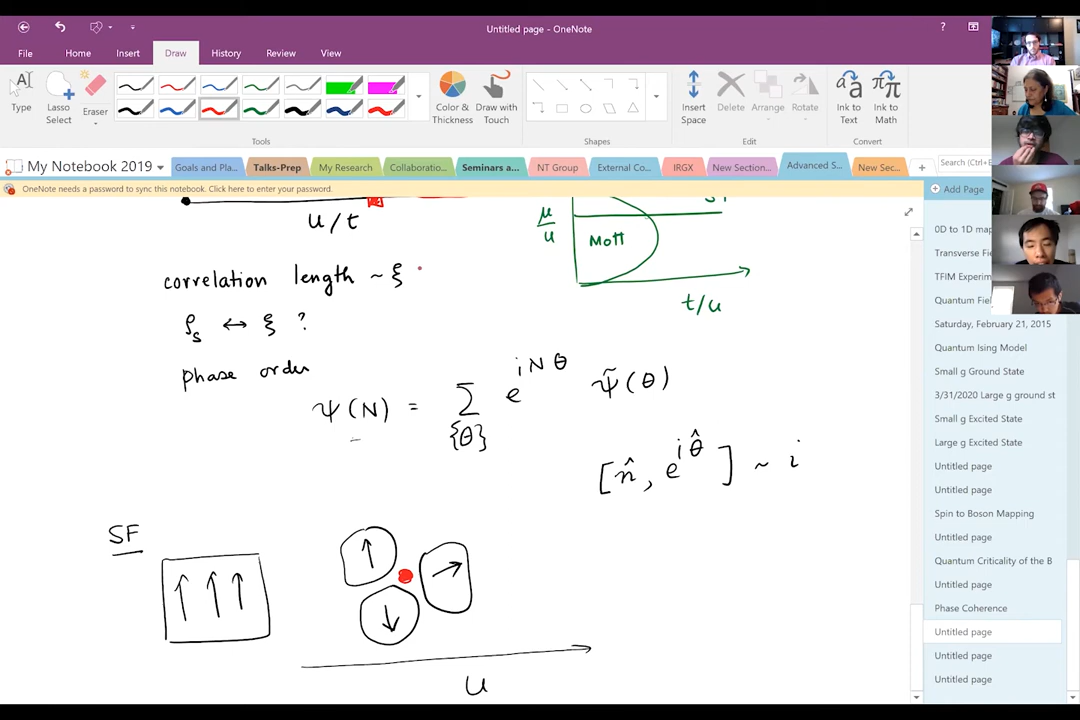 Untitled page - OneNote
?
File Home Insert Draw History Review View
Type
Lasso Select
Eraser
Color & Thickness
Draw with Touch
Insert Space
Delete
Arrange
Rotate
Ink to Text
Ink to Math
Tools
Shapes
Edit
Convert
My Notebook 2019
Goals and Pla...
Talks-Prep
My Research
Collaboratio...
Seminars a...
NT Group
External Co...
IRGX
New Section...
Advanced S...
New Sec...
Search (Ctrl+E
OneNote needs a password to sync this notebook. Click here to enter your password.
Add Page
0D to 1D map
Transverse Fi
TFIM Experim
Quantum Fiel
Saturday, February 21, 2015
Quantum Ising Model
Small g Ground State
3/31/2020 Large g ground st
Small g Excited State
Large g Excited State
Untitled page
Untitled page
Spin to Boson Mapping
Untitled page
Quantum Criticality of the B
Untitled page
Phase Coherence
Untitled page
Untitled page
Untitled page
u/t
μ/u
Mott
t/u
correlation length ~ ξ
ρs ↔ ξ ?
phase order
ψ(N) = Σ{θ} e^{iNθ} ψ̃(θ)
[n̂, e^{iθ̂}] ~ i
SF
u